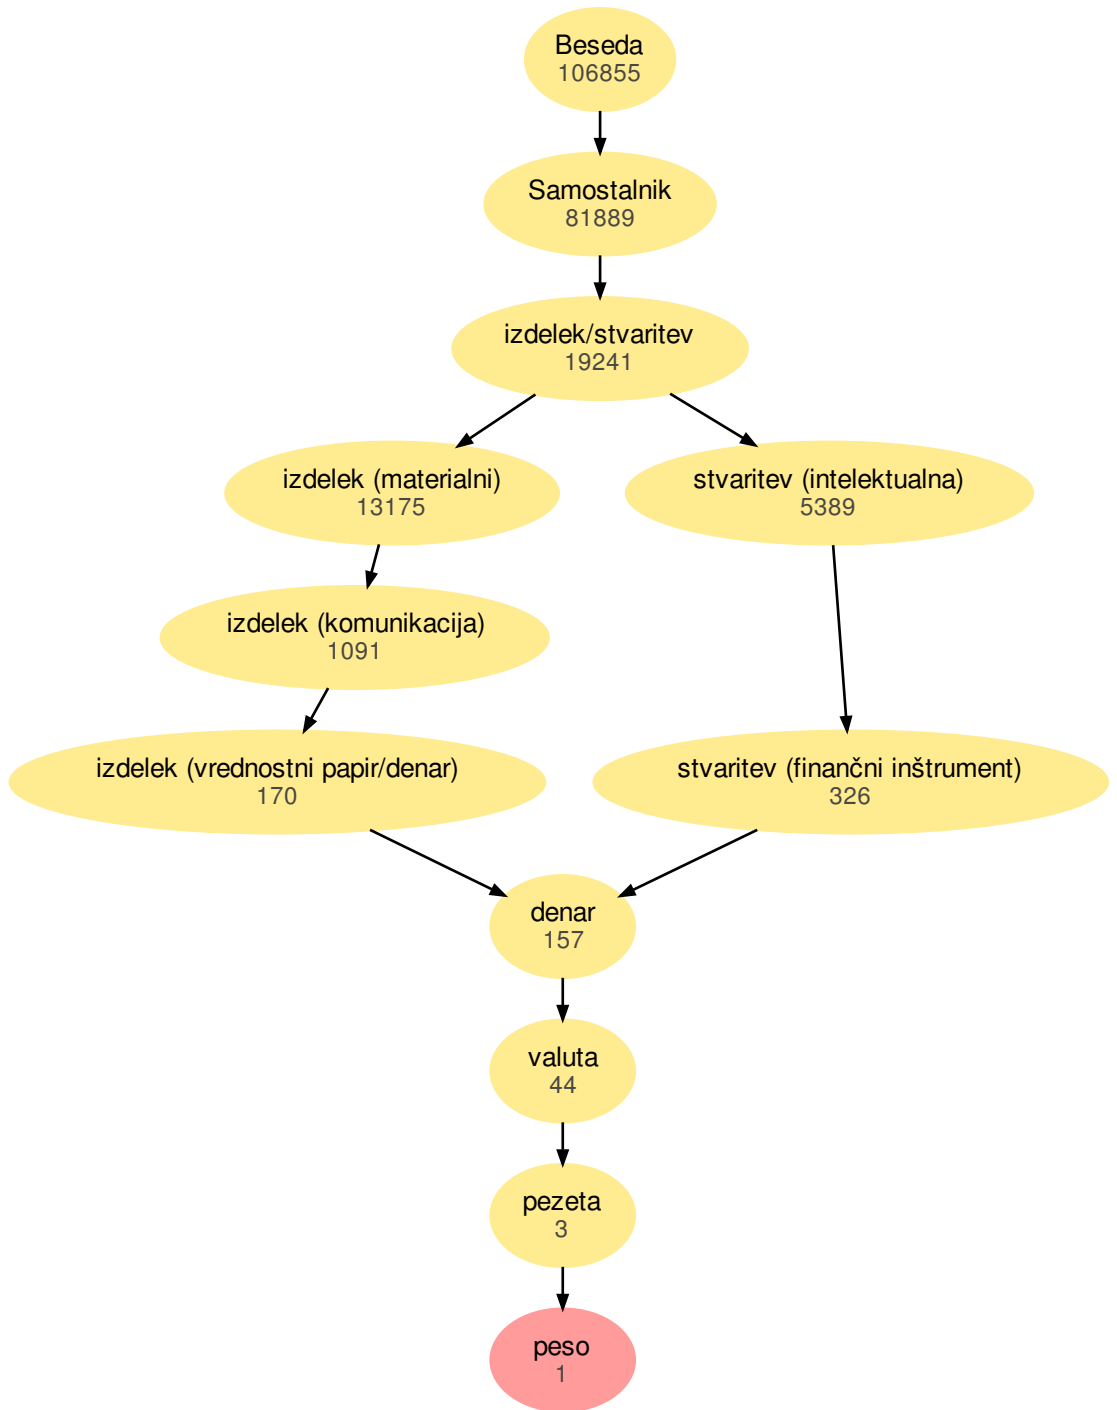 Beseda
106855
Samostalnik
81889
izdelek/stvaritev
19241
izdelek (materialni)
13175
stvaritev (intelektualna)
5389
izdelek (komunikacija)
1091
izdelek (vrednostni papir/denar)
170
stvaritev (finančni inštrument)
326
denar
157
valuta
44
pezeta
3
peso
1